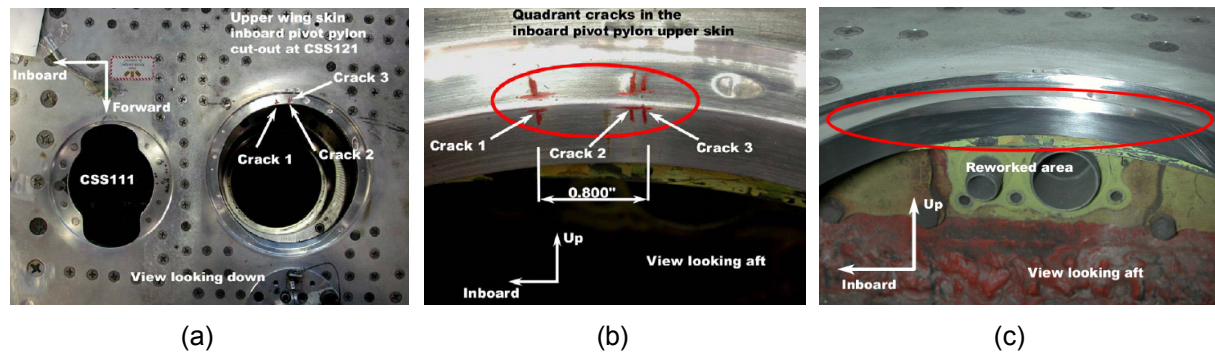 Upper wing skin
inboard pivot pylon
cut-out at CSS121
Crack 3
Inboard
Forward
Crack 1
Crack 2
CSS111
View looking down
(a)
Quadrant cracks in the
inboard pivot pylon upper skin
Crack 1
Crack 2
Crack 3
0.800"
Up
View looking aft
Inboard
(b)
Reworked area
Up
View looking aft
Inboard
(c)